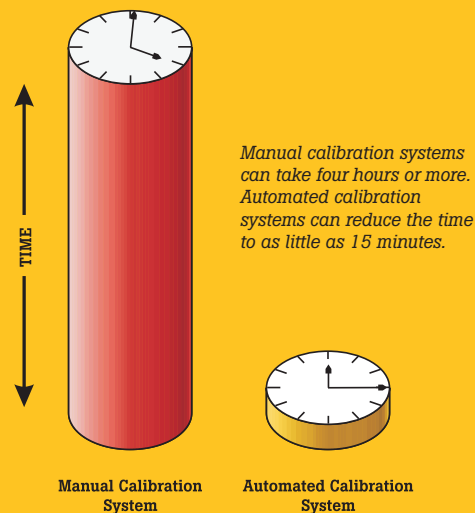 Manual calibration systems
can take four hours or more.
Automated calibration
systems can reduce the time
to as little as 15 minutes.
TIME
Manual Calibration
System
Automated Calibration
System